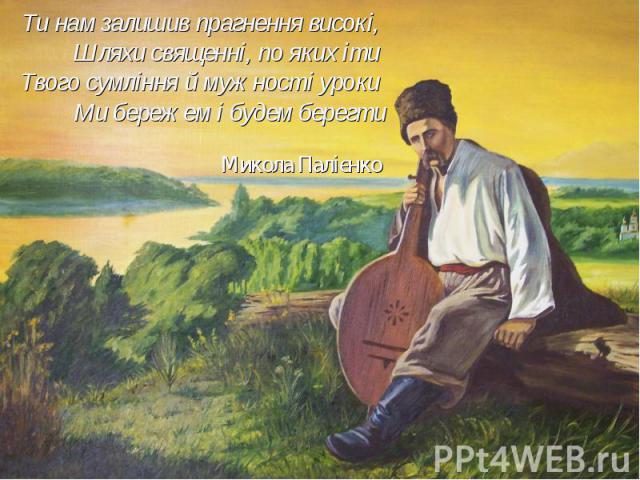 Ти нам залишив прагнення високі,
Шляхи священні, по яких іти
Твого сумління й мужності уроки
Ми бережем і будем берегти
Микола Палієнко
PPt4WEB.ru